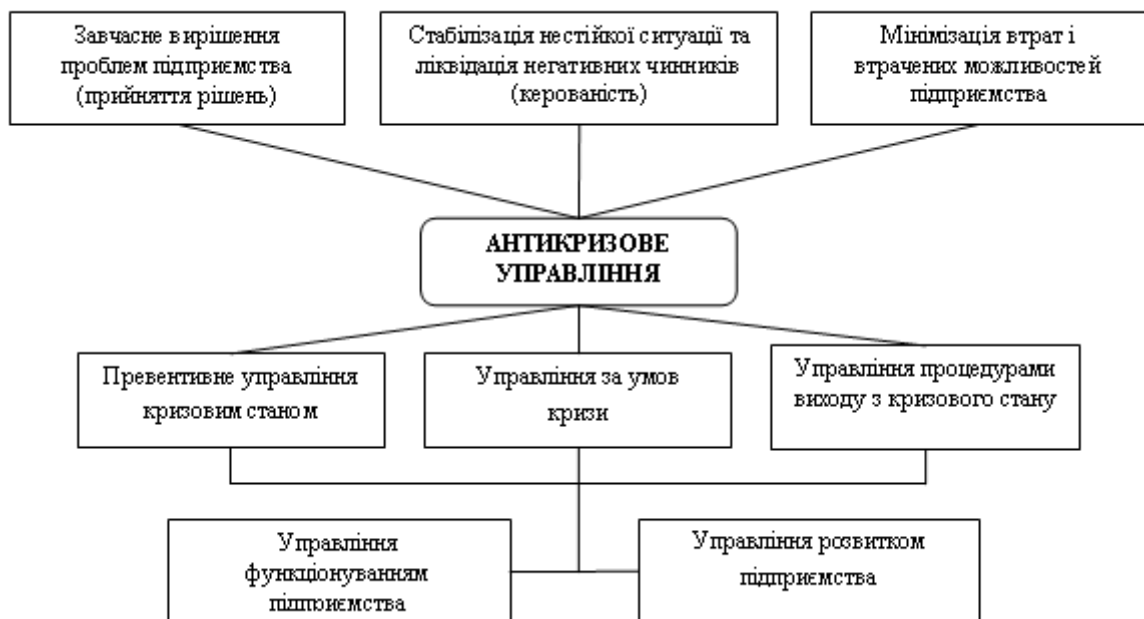 Завчасне вирішення
проблем підприємства
(прийняття рішень)
Стабілізація нестійкої ситуації та
ліквідація негативних чинників
(керованість)
Мінімізація втрат і
втрачених можливостей
підприємства
АНТИКРИЗОВЕ
УПРАВЛІННЯ
Превентивне управління
кризовим станом
Управління за умов
кризи
Управління процедурами
виходу з кризового стану
Управління
функціонуванням
підприємства
Управління розвитком
підприємства